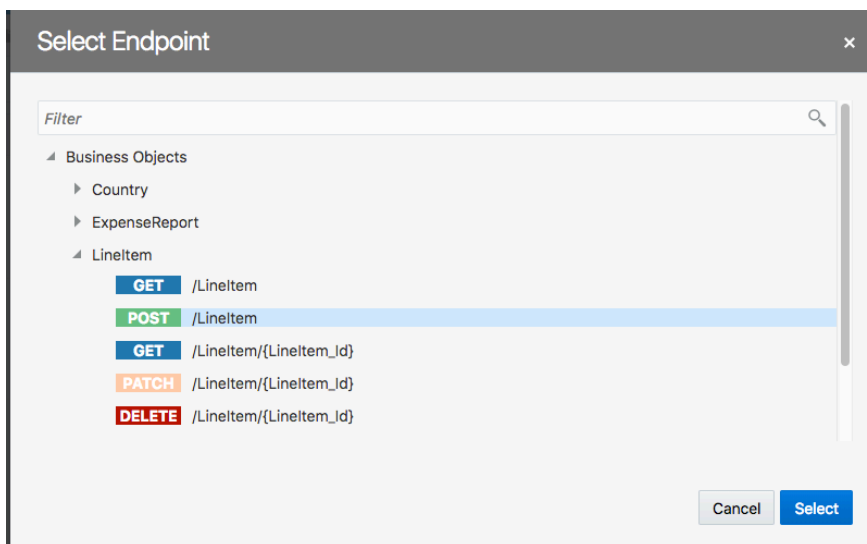 Select Endpoint
Filter
Business Objects
Country
ExpenseReport
LineItem
GET /LineItem
POST /LineItem
GET /LineItem/{LineItem_Id}
PATCH /LineItem/{LineItem_Id}
DELETE /LineItem/{LineItem_Id}
Cancel Select